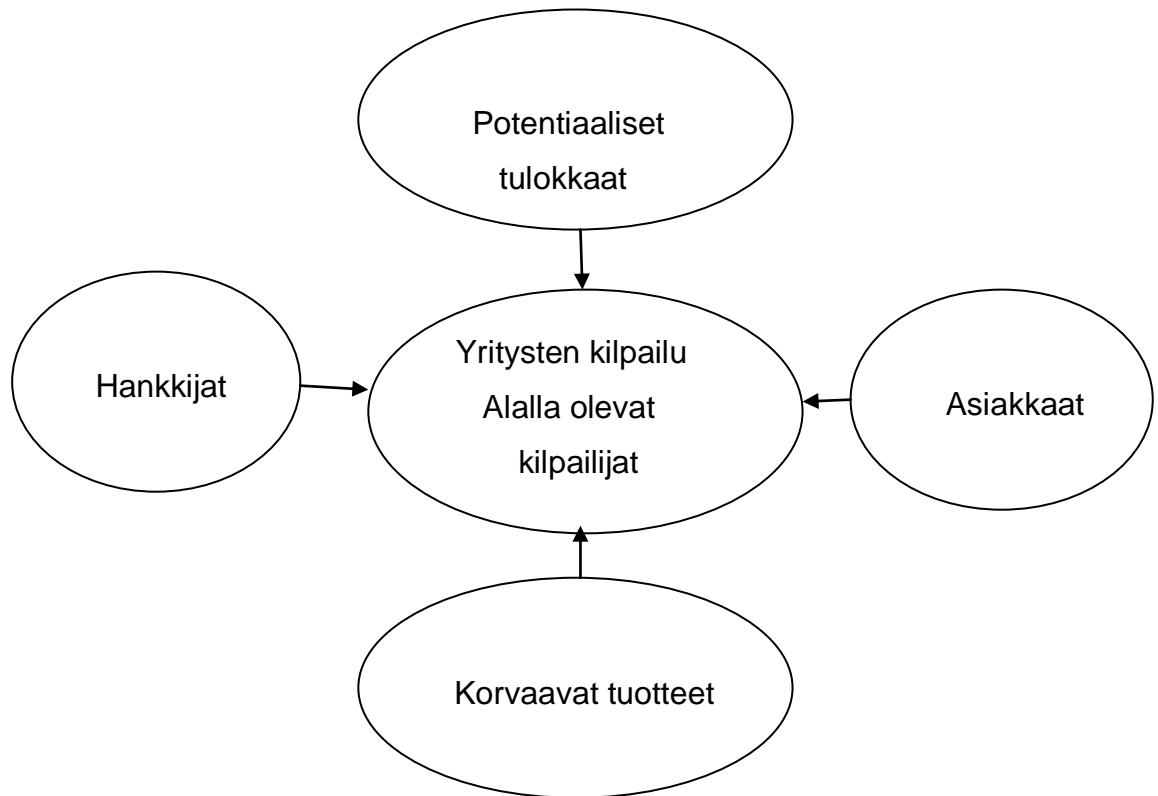 Potentiaaliset
tulokkaat
Hankkijat
Yritysten kilpailu
Alalla olevat
kilpailijat
Asiakkaat
Korvaavat tuotteet